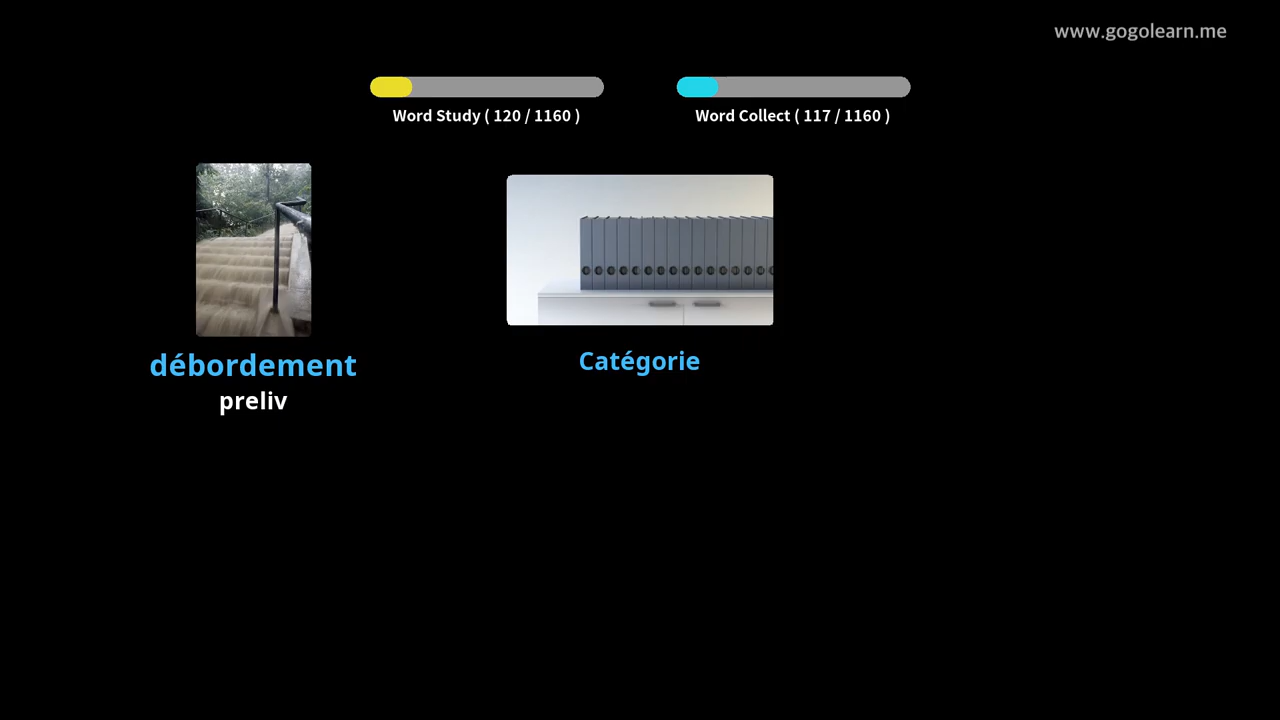 www.gogolearn.me
Word Study ( 120 / 1160 )
Word Collect ( 117 / 1160 )
débordement
preliv
Catégorie